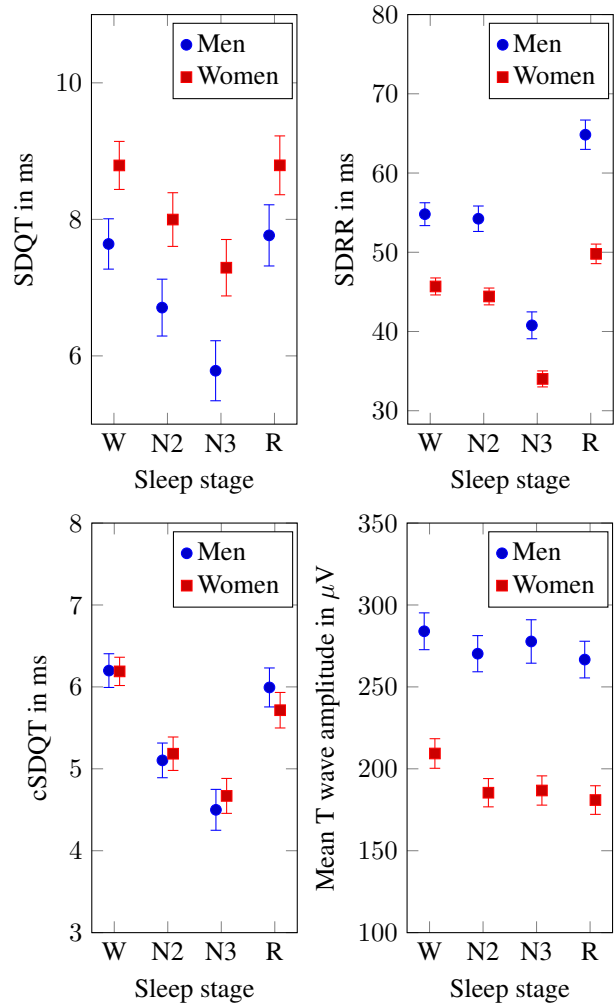 10
8
6
SDQT in ms
Men
Women
W N2 N3 R
Sleep stage
80
70
60
50
40
30
SDRR in ms
Men
Women
W N2 N3 R
Sleep stage
8
7
6
5
4
3
cSDQT in ms
Men
Women
W N2 N3 R
Sleep stage
350
300
250
200
150
100
Mean T wave amplitude in μV
Men
Women
W N2 N3 R
Sleep stage